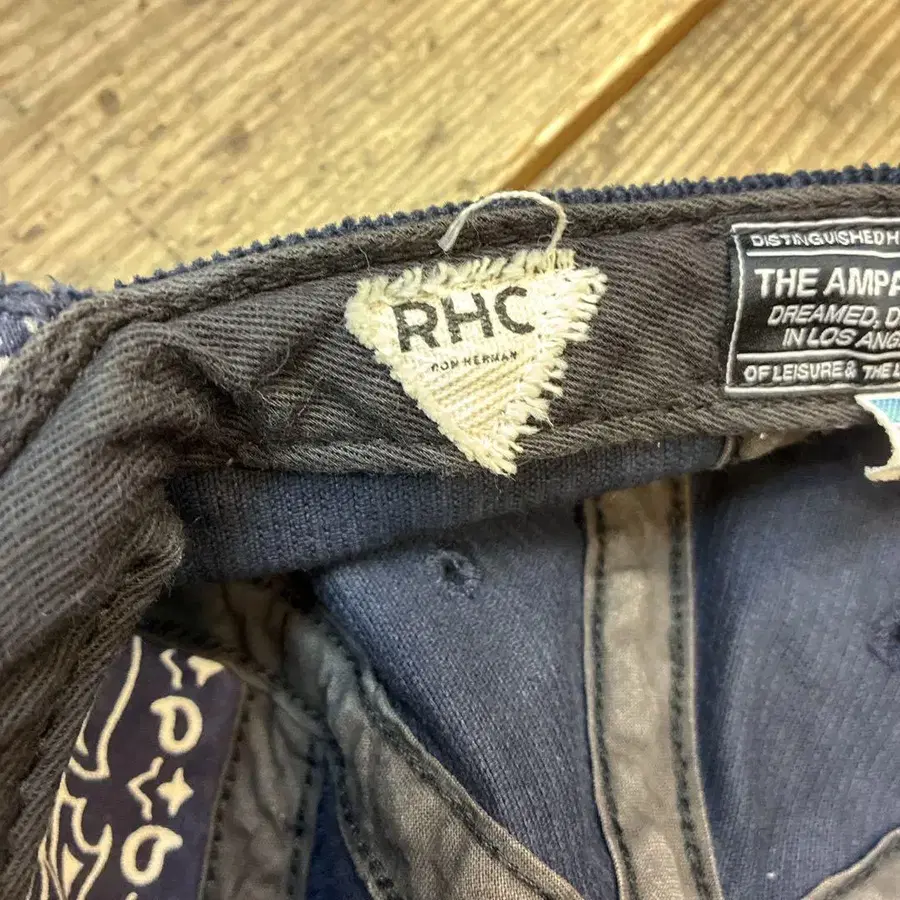 RHC
RON HERMAN
DISTINGUISHED H
THE AMPA
DREAMED, D
IN LOS ANG
OF LEISURE & THE L